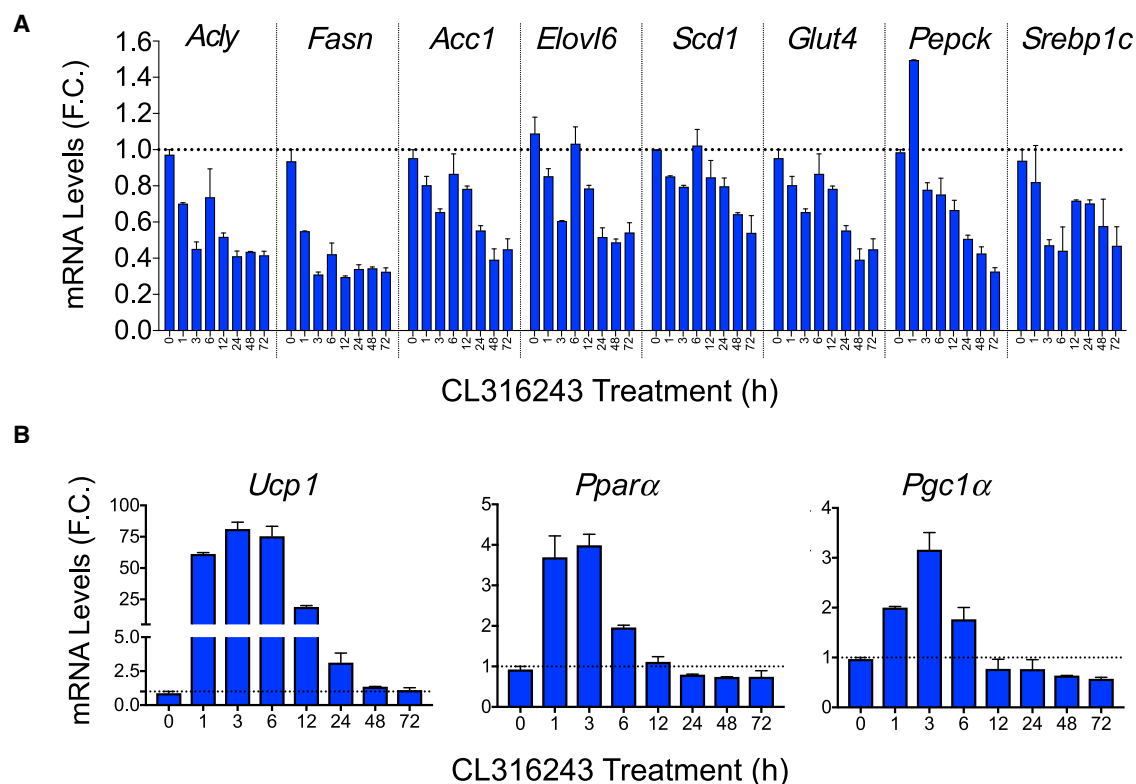 A
Acly Fasn Acc1 Elovl6 Scd1 Glut4 Pepck Srebp1c
mRNA Levels (F.C.)
1.6
1.4
1.2
1.0
0.8
0.6
0.4
0.2
0.0
0 1 3 6 12 24 48 72 0 1 3 6 12 24 48 72 0 1 3 6 12 24 48 72 0 1 3 6 12 24 48 72 0 1 3 6 12 24 48 72 0 1 3 6 12 24 48 72 0 1 3 6 12 24 48 72 0 1 3 6 12 24 48 72
CL316243 Treatment (h)
B
Ucp1 Pparα Pgc1α
mRNA Levels (F.C.)
100
75
50
25
5.0
2.5
0.0
0 1 3 6 12 24 48 72
5
4
3
2
1
0
0 1 3 6 12 24 48 72
4
3
2
1
0
0 1 3 6 12 24 48 72
CL316243 Treatment (h)